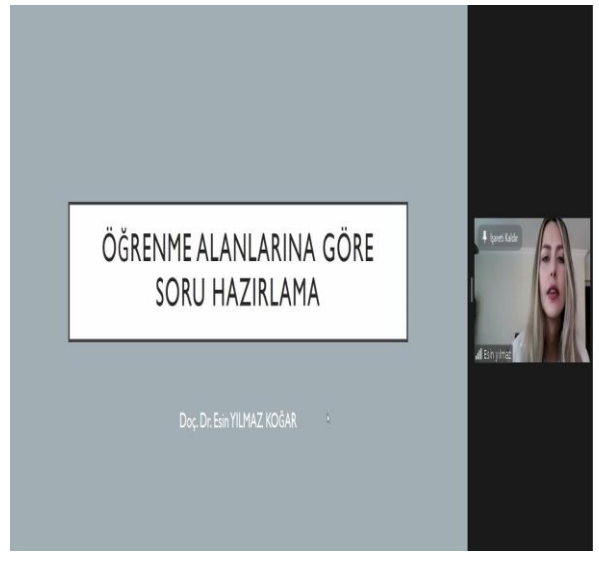 ÖĞRENME ALANLARINA GÖRE
SORU HAZIRLAMA
Doç. Dr. Esin YILMAZ KOĞAR
İşareti Kaldır
Esin yılmaz